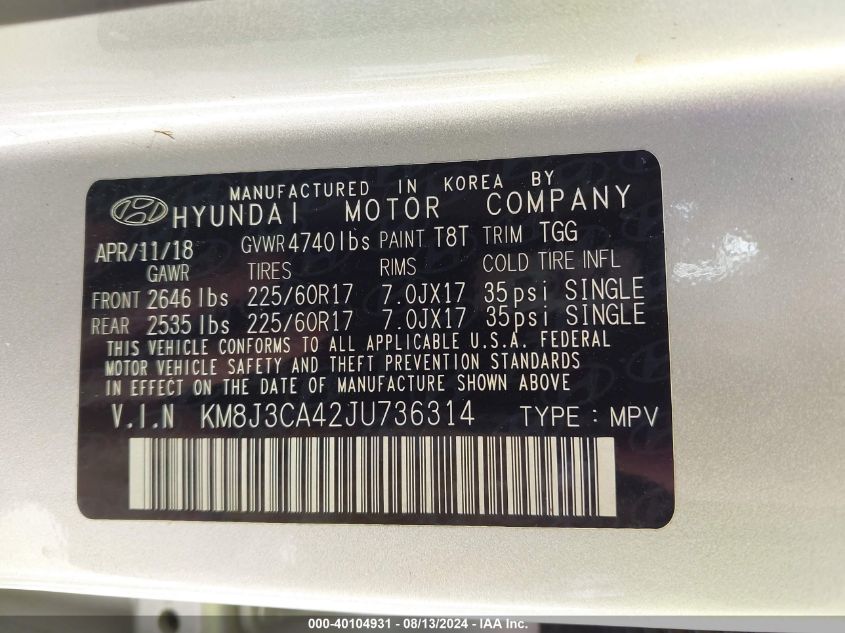 MANUFACTURED IN KOREA BY
HYUNDAI MOTOR COMPANY
APR/11/18 GVWR 4740lbs PAINT T8T TRIM TGG
GAWR TIRES RIMS COLD TIRE INFL
FRONT 2646 lbs 225/60R17 7.0JX17 35psi SINGLE
REAR 2535 lbs 225/60R17 7.0JX17 35psi SINGLE
THIS VEHICLE CONFORMS TO ALL APPLICABLE U.S.A. FEDERAL
MOTOR VEHICLE SAFETY AND THEFT PREVENTION STANDARDS
IN EFFECT ON THE DATE OF MANUFACTURE SHOWN ABOVE
V.I.N KM8J3CA42JU736314 TYPE : MPV
000-40104931 - 08/13/2024 - IAA Inc.